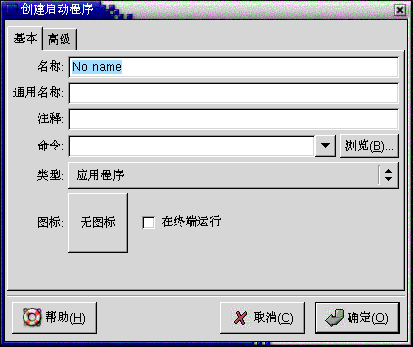 创建启动程序
基本 高级
名称: No name
通用名称:
注释:
命令: 浏览(B)...
类型: 应用程序
图标: 无图标 在终端运行
帮助(H) 取消(C) 确定(O)